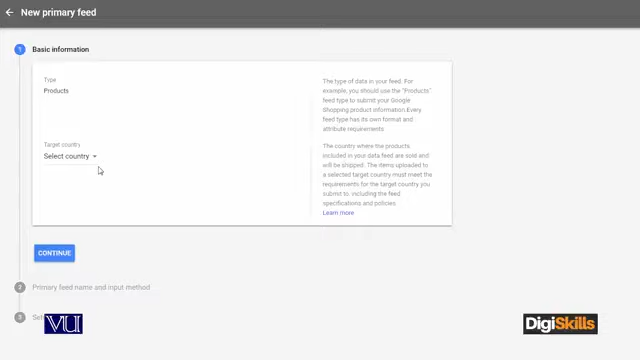 New primary feed
1 Basic information
Type
Products
The type of data in your feed. For
example, you should use the "Products"
feed type to submit your Google
Shopping product information.Every
feed type has its own format and
attribute requirements
Target country
Select country
The country where the products
included in your data feed are sold and
will be shipped. The items uploaded to
a selected target country must meet the
requirements for the target country you
submit to, including the feed
specifications and policies
Learn more
CONTINUE
2 Primary feed name and input method
3
VU
DigiSkills